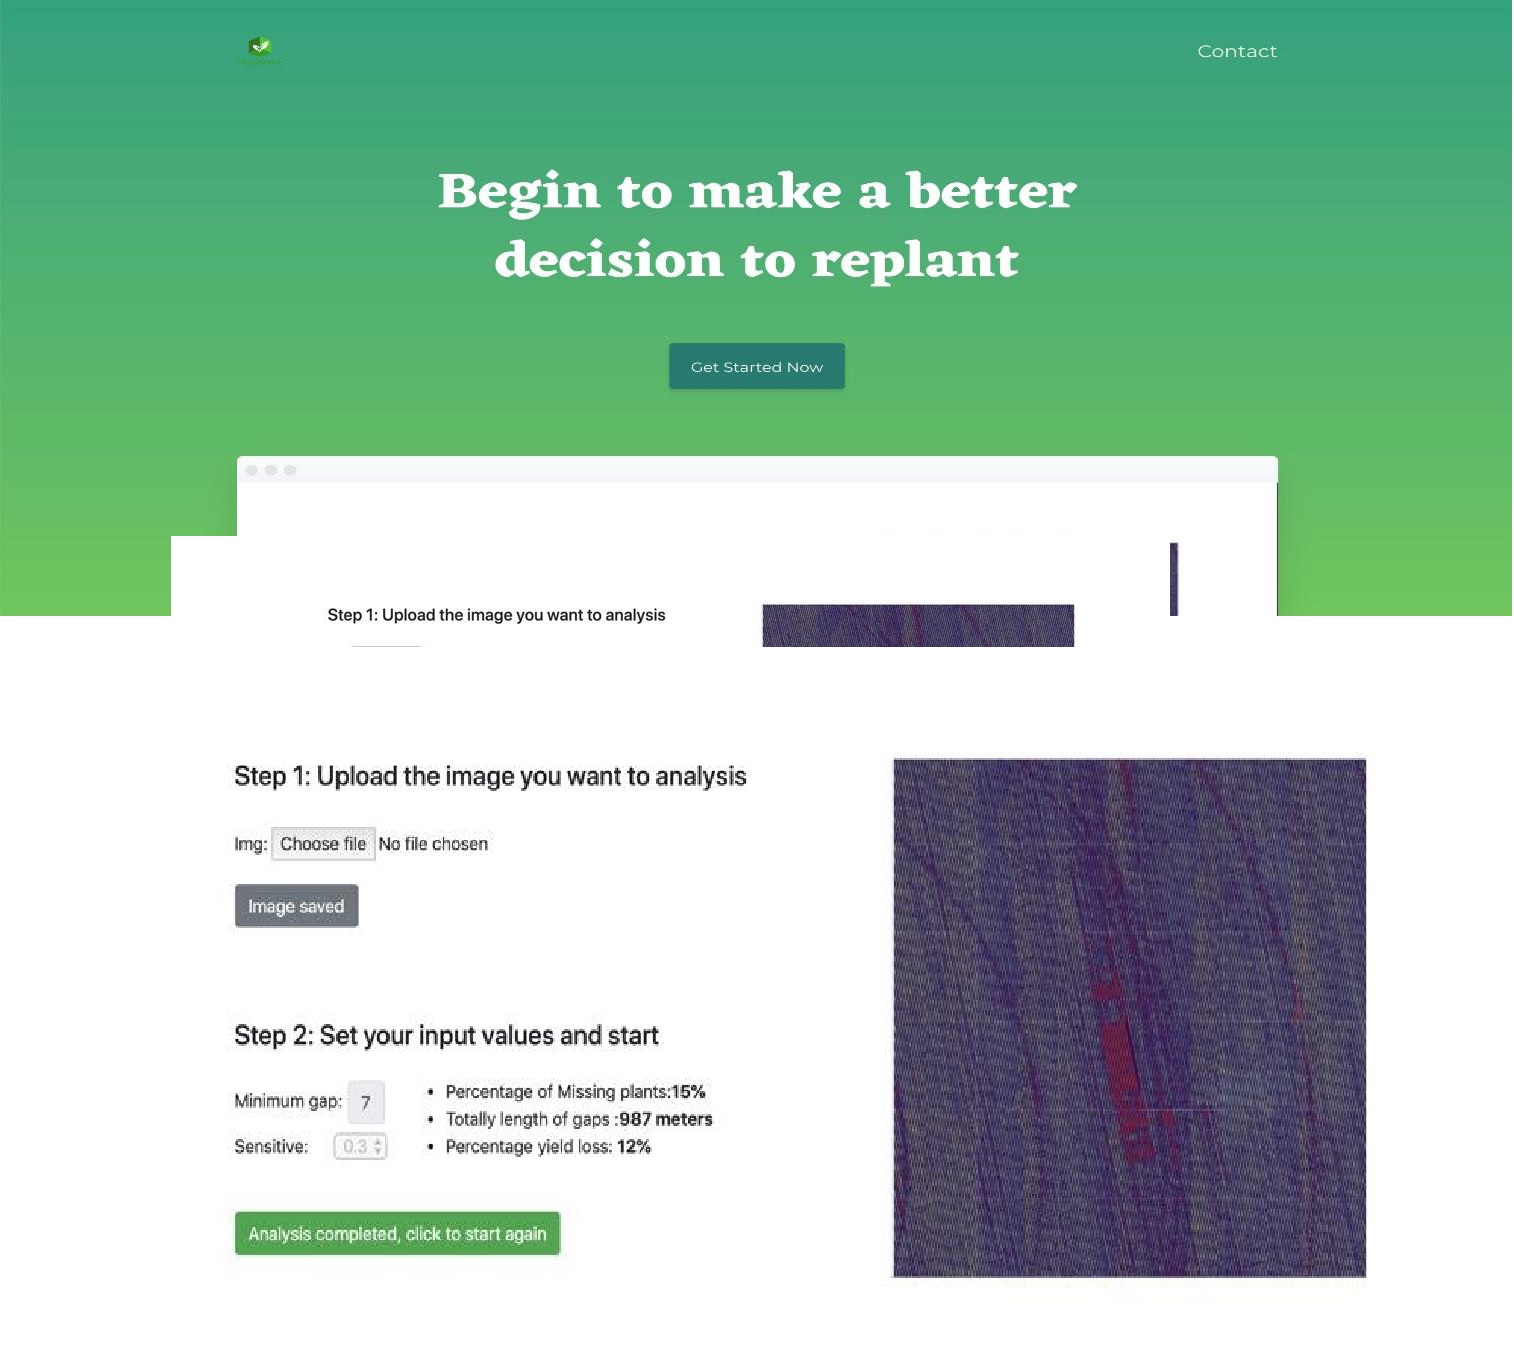 Contact
Begin to make a better
decision to replant
Get Started Now
Step 1: Upload the image you want to analysis
Step 1: Upload the image you want to analysis
Img: Choose file No file chosen
Image saved
Step 2: Set your input values and start
Minimum gap: 7
Sensitive: 0.3
• Percentage of Missing plants:15%
• Totally length of gaps :987 meters
• Percentage yield loss: 12%
Analysis completed, click to start again